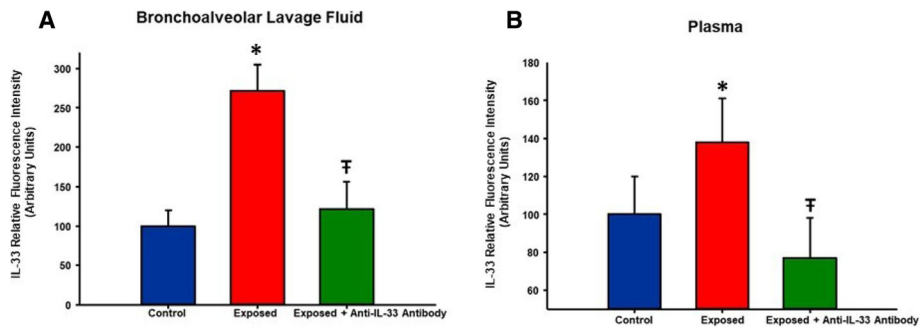 A
Bronchoalveolar Lavage Fluid
IL-33 Relative Fluorescence Intensity
(Arbitrary Units)
300
250
200
150
100
50
0
*
Ŧ
Control
Exposed
Exposed + Anti-IL-33 Antibody
B
Plasma
IL-33 Relative Fluorescence Intensity
(Arbitrary Units)
180
160
140
120
100
80
60
*
Ŧ
Control
Exposed
Exposed + Anti-IL-33 Antibody